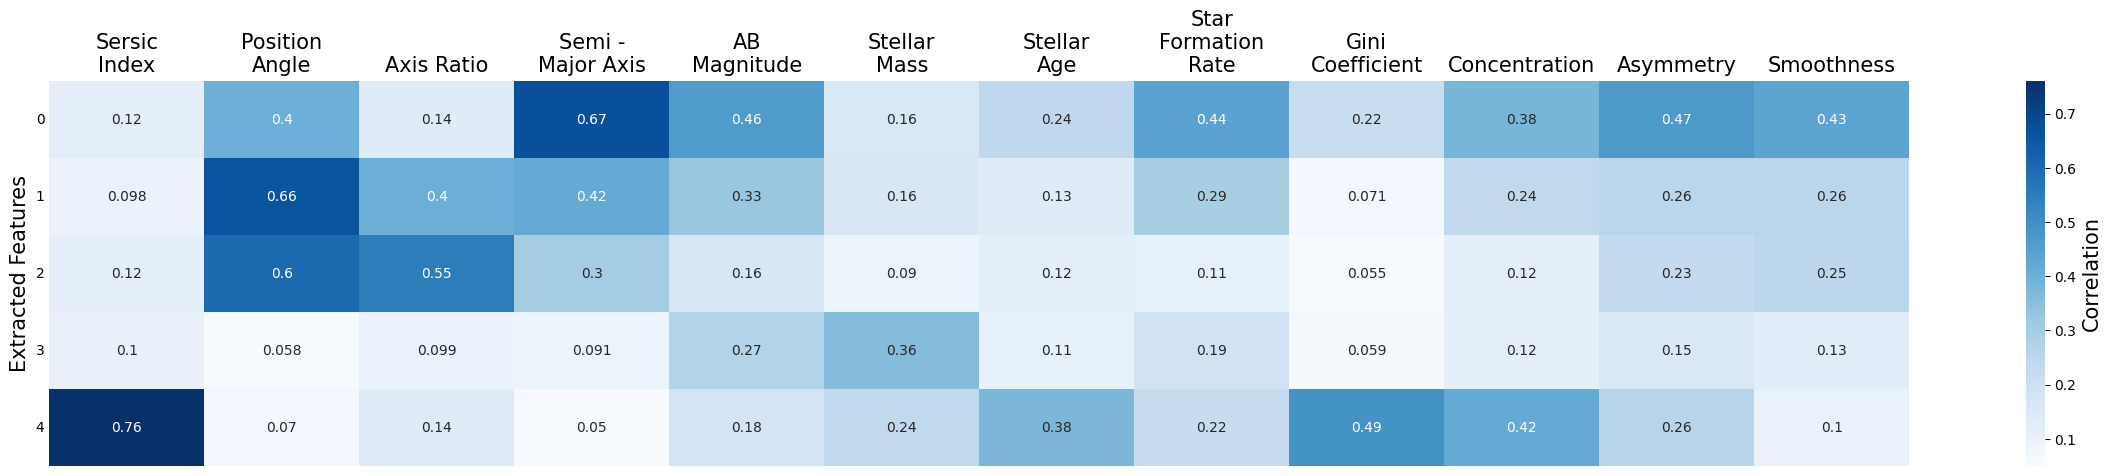 Sersic
Index
Position
Angle
Axis Ratio
Semi -
Major Axis
AB
Magnitude
Stellar
Mass
Stellar
Age
Star
Formation
Rate
Gini
Coefficient
Concentration
Asymmetry
Smoothness
Extracted Features
0 0.12 0.4 0.14 0.67 0.46 0.16 0.24 0.44 0.22 0.38 0.47 0.43
1 0.098 0.66 0.4 0.42 0.33 0.16 0.13 0.29 0.071 0.24 0.26 0.26
2 0.12 0.6 0.55 0.3 0.16 0.09 0.12 0.11 0.055 0.12 0.23 0.25
3 0.1 0.058 0.099 0.091 0.27 0.36 0.11 0.19 0.059 0.12 0.15 0.13
4 0.76 0.07 0.14 0.05 0.18 0.24 0.38 0.22 0.49 0.42 0.26 0.1
0.7
0.6
0.5
0.4
0.3
0.2
0.1
Correlation